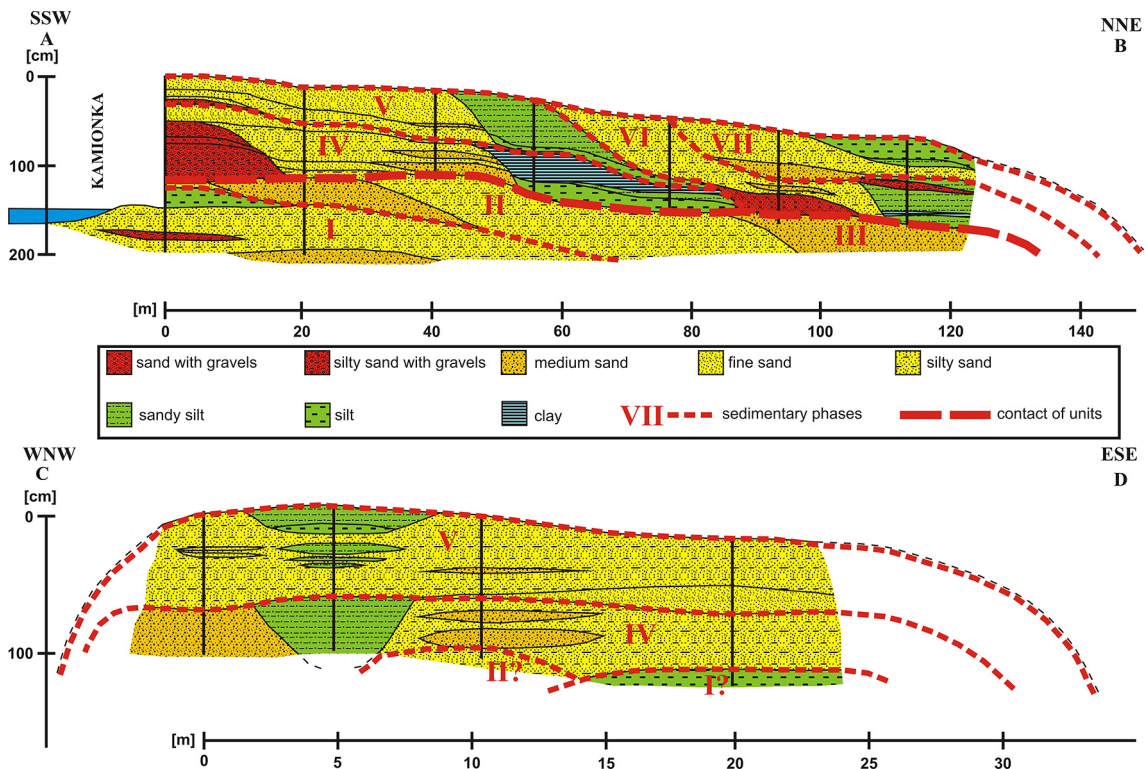 SSW
A
[cm]
NNE
B
0
100
200
KAMIONKA
V
IV
VI
VII
II
I
III
[m]
0 20 40 60 80 100 120 140
sand with gravels silty sand with gravels medium sand fine sand silty sand
sandy silt silt clay VII sedimentary phases contact of units
WNW
C
[cm]
ESE
D
0
100
V
IV
II?
I?
[m]
0 5 10 15 20 25 30